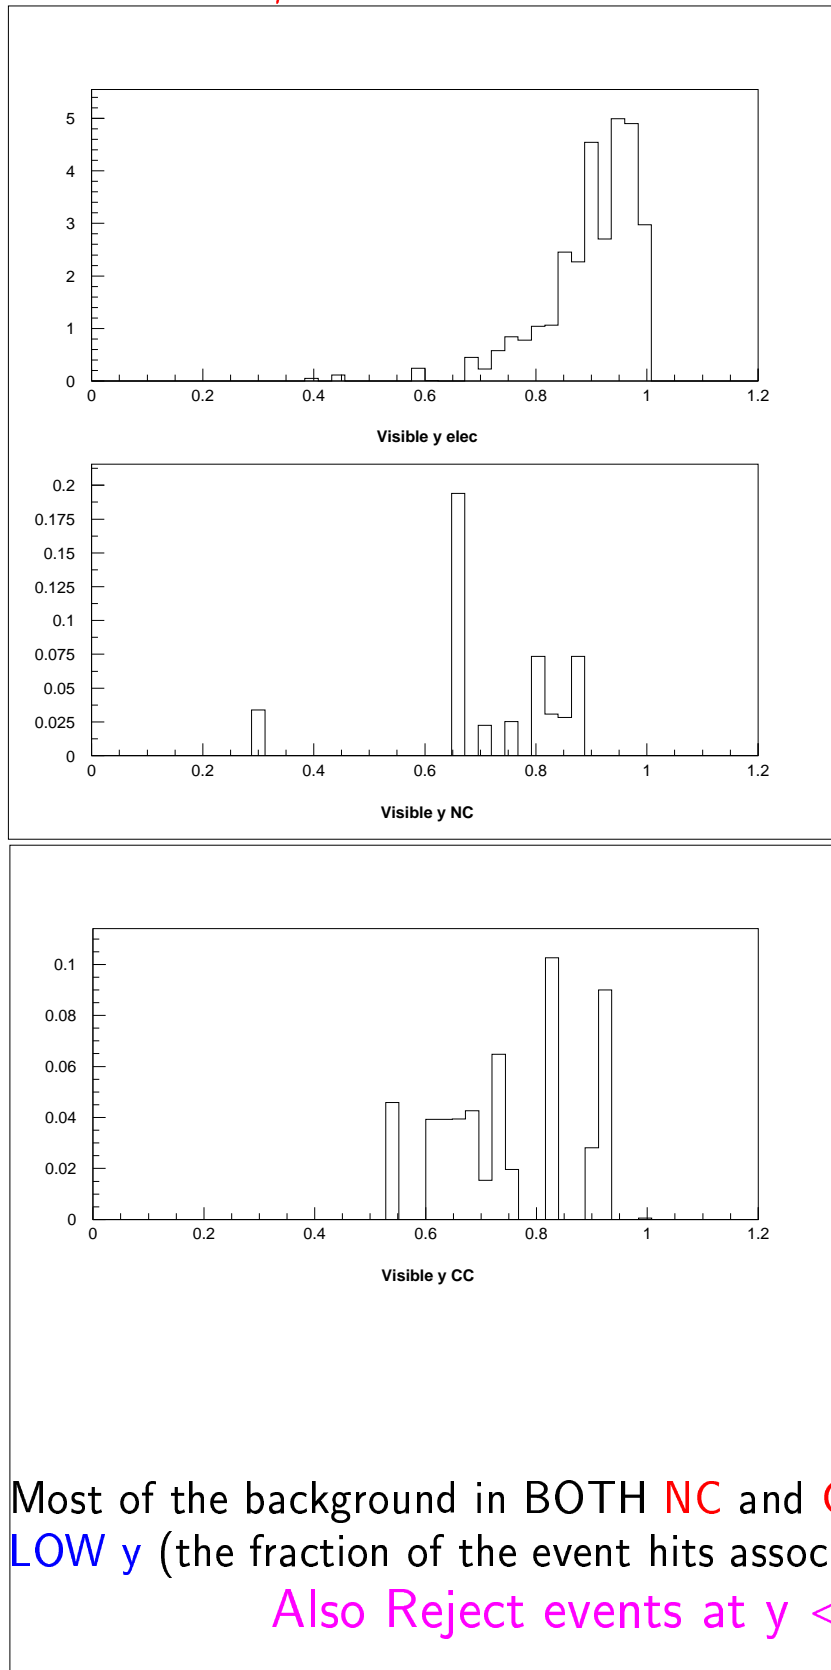 5
4
3
2
1
0
0 0.2 0.4 0.6 0.8 1 1.2
Visible y elec
0.2
0.175
0.15
0.125
0.1
0.075
0.05
0.025
0
0 0.2 0.4 0.6 0.8 1 1.2
Visible y NC
0.1
0.08
0.06
0.04
0.02
0
0 0.2 0.4 0.6 0.8 1 1.2
Visible y CC
Most of the background in BOTH NC and
LOW y (the fraction of the event hits assoc
Also Reject events at y <